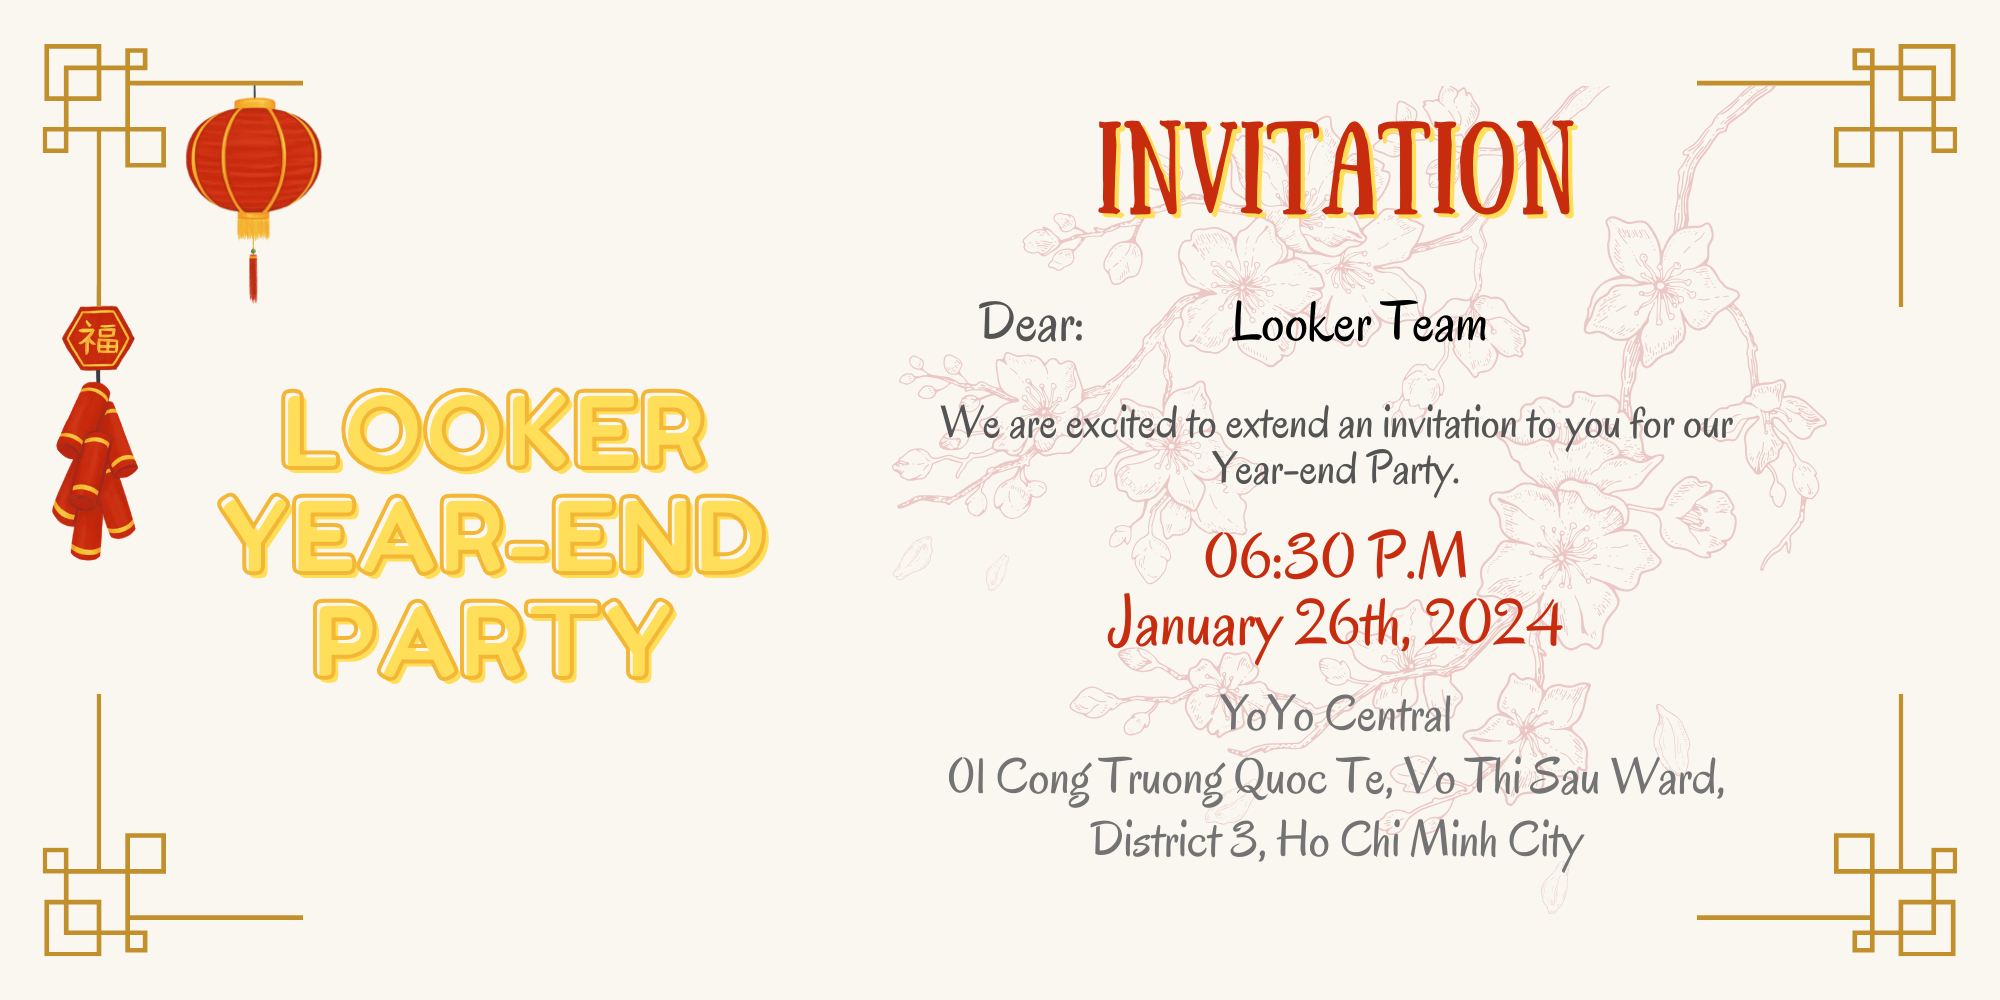 福
LOOKER
YEAR-END
PARTY
INVITATION
Dear: Looker Team
We are excited to extend an invitation to you for our
Year-end Party.
06:30 P.M
January 26th, 2024
YoYo Central
01 Cong Truong Quoc Te, Vo Thi Sau Ward,
District 3, Ho Chi Minh City